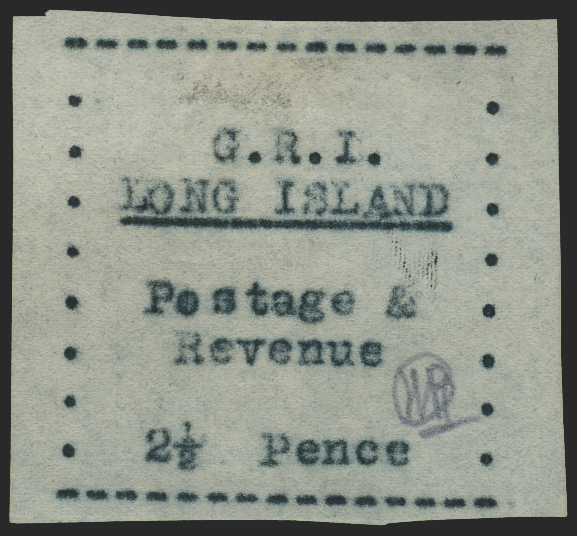 G.R.I.
LONG ISLAND
Postage &
Revenue
2½ Pence